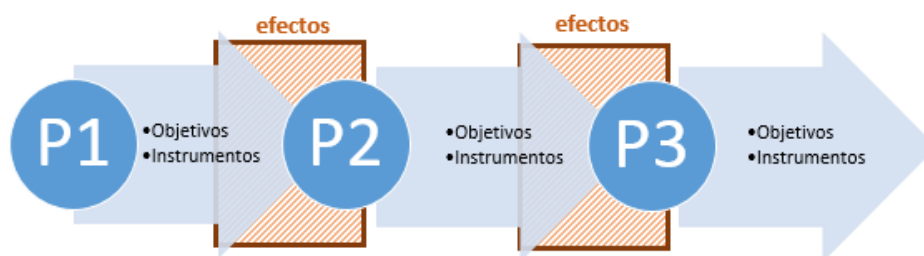 efectos
efectos
P1
•Objetivos
•Instrumentos
P2
•Objetivos
•Instrumentos
P3
•Objetivos
•Instrumentos